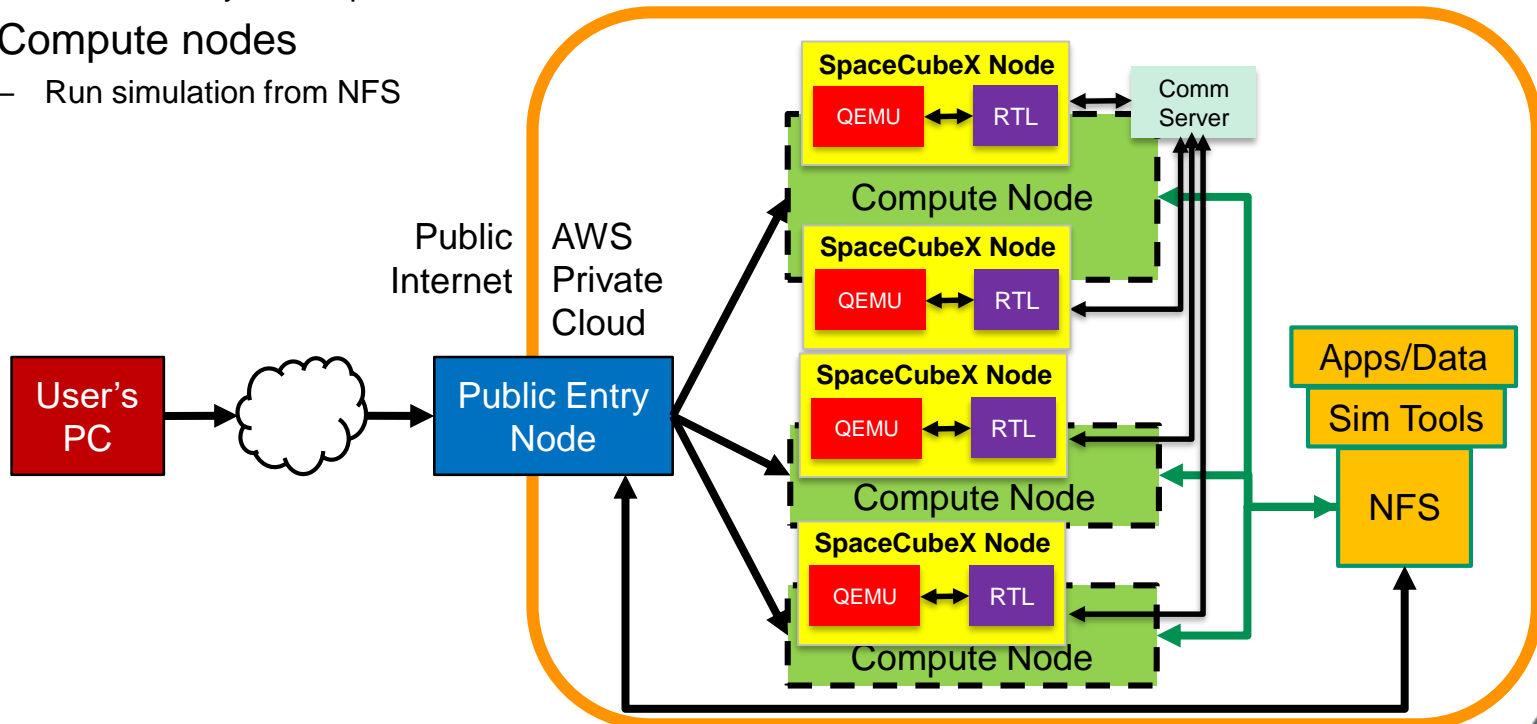 Compute nodes
– Run simulation from NFS
SpaceCubeX Node
QEMU
RTL
Comm
Server
Compute Node
SpaceCubeX Node
QEMU
RTL
Public
Internet
AWS
Private
Cloud
User's
PC
Public Entry
Node
SpaceCubeX Node
QEMU
RTL
Compute Node
SpaceCubeX Node
QEMU
RTL
Compute Node
Apps/Data
Sim Tools
NFS